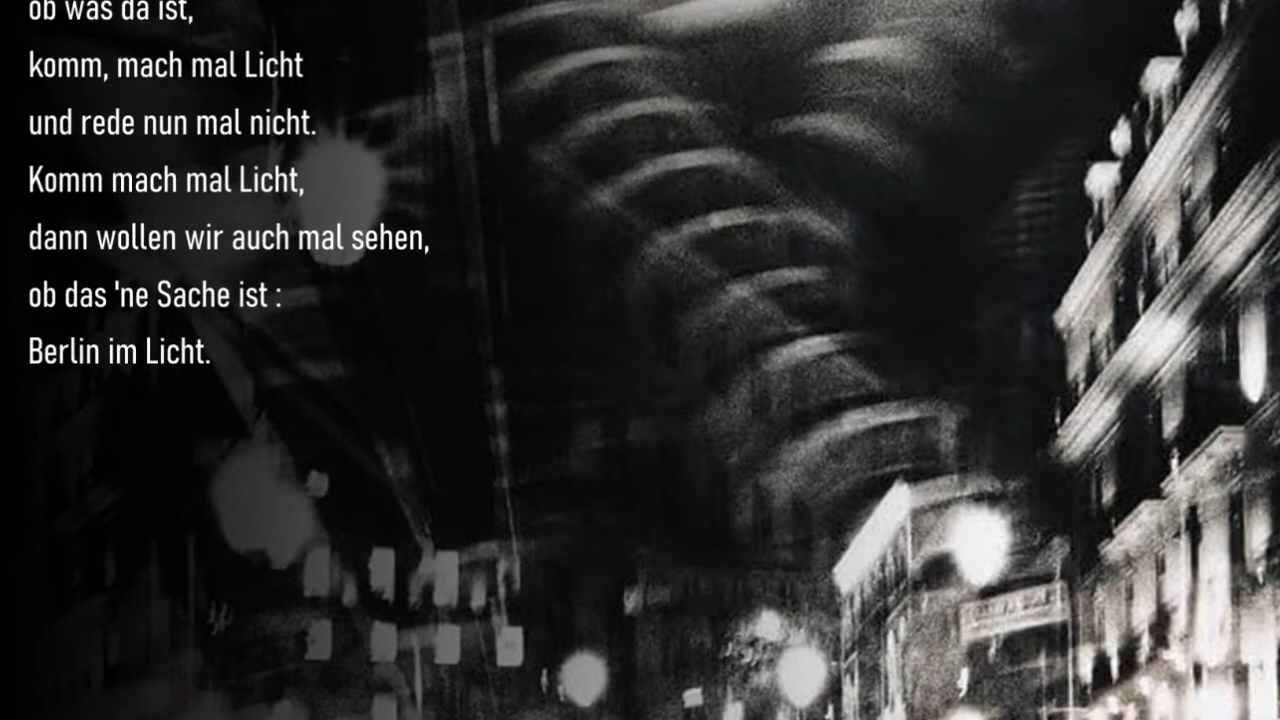 ob was da ist,
komm, mach mal Licht
und rede nun mal nicht.
Komm mach mal Licht,
dann wollen wir auch mal sehen,
ob das 'ne Sache ist :
Berlin im Licht.